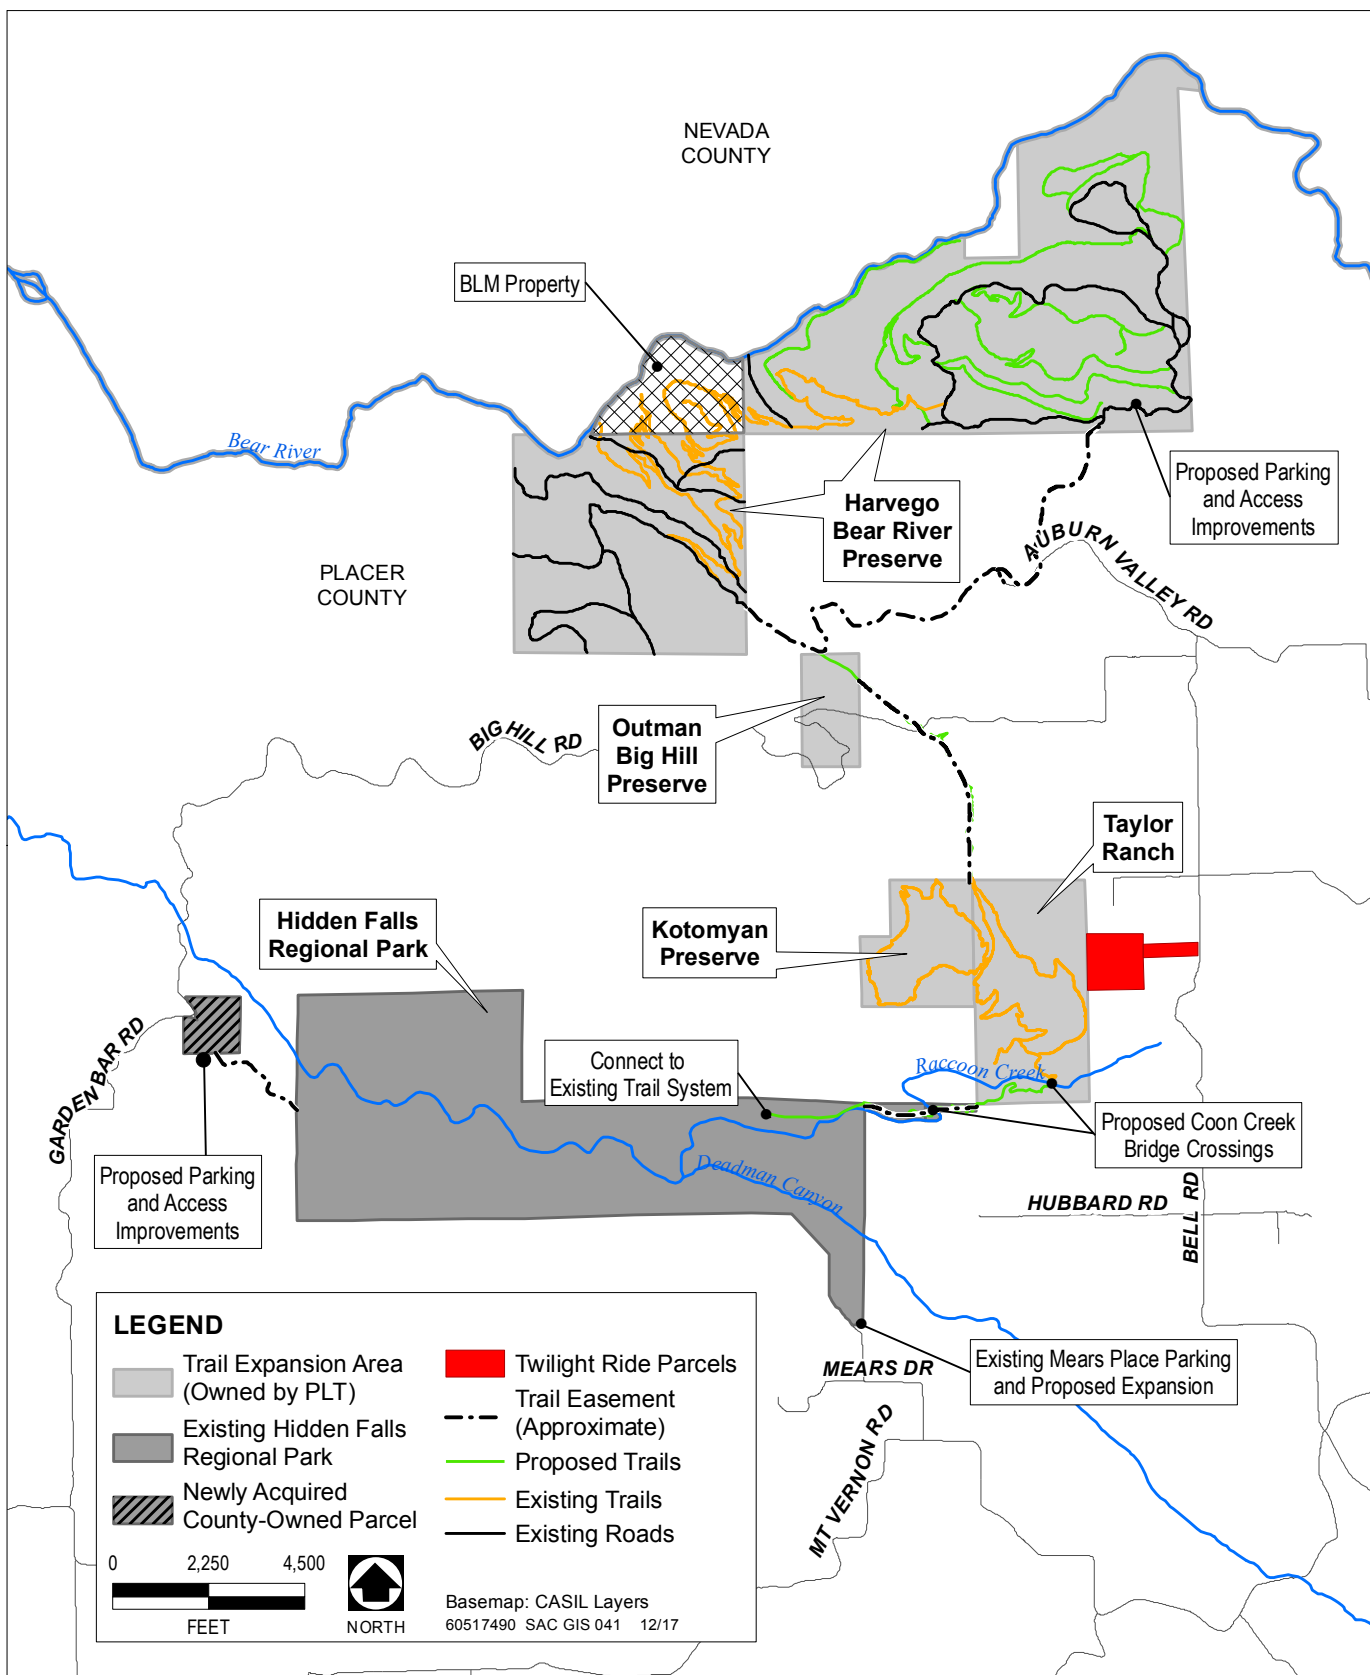 NEVADA
COUNTY
BLM Property
Bear River
Harvego
Bear River
Preserve
Proposed Parking
and Access
Improvements
AUBURN VALLEY RD
PLACER
COUNTY
BIG HILL RD
Outman
Big Hill
Preserve
Taylor
Ranch
Hidden Falls
Regional Park
Kotomyan
Preserve
GARDEN BAR RD
Connect to
Existing Trail System
Raccoon Creek
Proposed Coon Creek
Bridge Crossings
Proposed Parking
and Access
Improvements
Deadman Canyon
HUBBARD RD
BELL RD
Existing Mears Place Parking
and Proposed Expansion
MEARS DR
MT VERNON RD
LEGEND
Trail Expansion Area
(Owned by PLT)
Existing Hidden Falls
Regional Park
Newly Acquired
County-Owned Parcel
Twilight Ride Parcels
Trail Easement
(Approximate)
Proposed Trails
Existing Trails
Existing Roads
0 2,250 4,500
FEET
NORTH
Basemap: CASIL Layers
60517490 SAC GIS 041 12/17